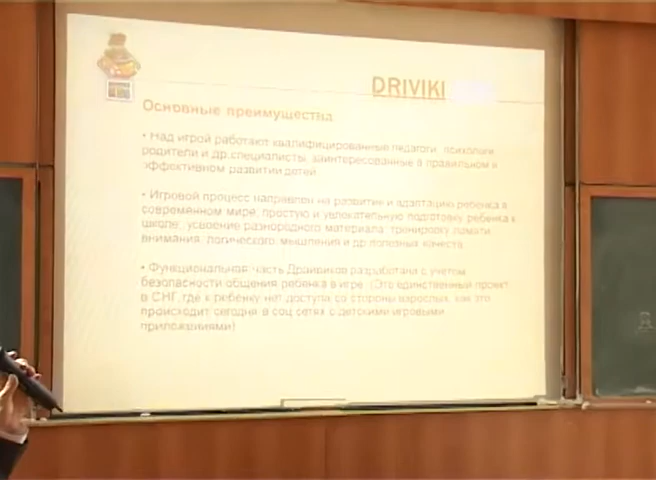 DRIVIKI
Основные преимущества
• Над игрой работают квалифицированные педагоги, психологи,
родители и др.специалисты, заинтересованные в правильном и
эффективном развитии детей.
• Игровой процесс направлен на развитие и адаптацию ребенка в
современном мире, простую и увлекательную подготовку ребенка к
школе, усвоение разнородного материала, тренировку памяти,
внимания, логического мышления и др.полезных качеств.
• Функциональная часть Драйвиков разработана с учетом
безопасности общения ребенка в игре. (Это единственный проект
в СНГ, где к ребенку нет доступа со стороны взрослых, как это
происходит сегодня в соц.сетях с детскими игровыми
приложениями)